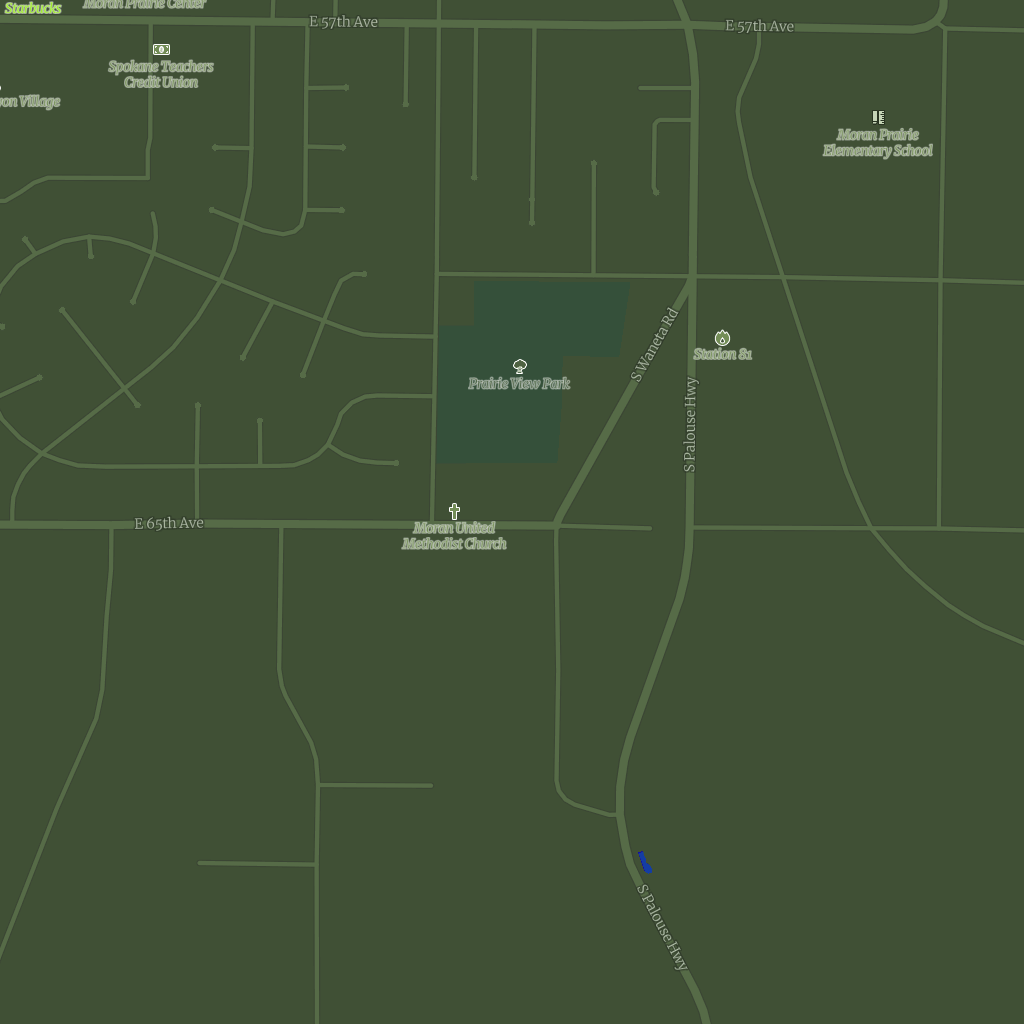 Starbucks
Moran Prairie Center
E 57th Ave
E 57th Ave
Spokane Teachers
Credit Union
Village
Moran Prairie
Elementary School
S Waneta Rd
Station 81
Prairie View Park
S Palouse Hwy
E 65th Ave
Moran United
Methodist Church
S Palouse Hwy